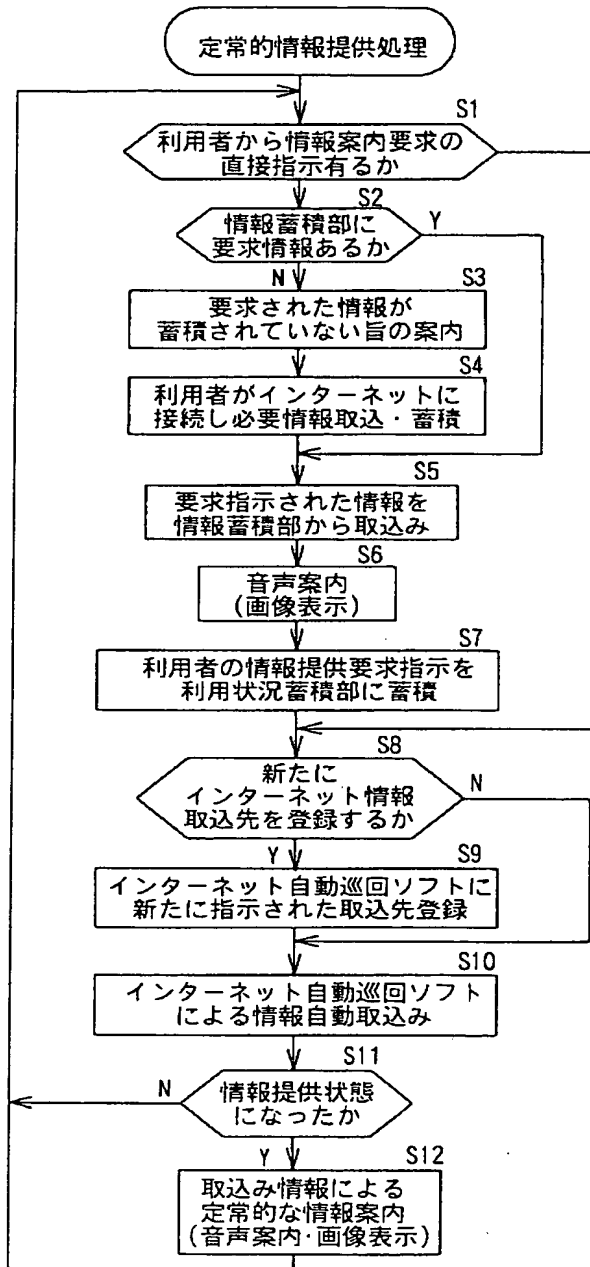 定常的情報提供処理
S1
利用者から情報案内要求の
直接指示有るか
S2
情報蓄積部に
要求情報あるか
Y
N
S3
要求された情報が
蓄積されていない旨の案内
S4
利用者がインターネットに
接続し必要情報取込・蓄積
S5
要求指示された情報を
情報蓄積部から取込み
S6
音声案内
(画像表示)
S7
利用者の情報提供要求指示を
利用状況蓄積部に蓄積
S8
新たに
インターネット情報
取込先を登録するか
N
Y
S9
インターネット自動巡回ソフトに
新たに指示された取込先登録
S10
インターネット自動巡回ソフト
による情報自動取込み
S11
N
情報提供状態
になったか
Y
S12
取込み情報による
定常的な情報案内
(音声案内・画像表示)